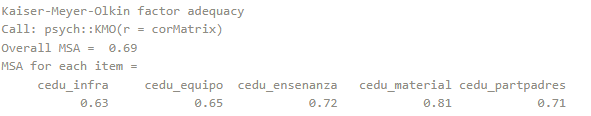 Kaiser-Meyer-Olkin factor adequacy
Call: psych::KMO(r = corMatrix)
Overall MSA =  0.69
MSA for each item =
cedu_infra cedu_equipo cedu_ensenanza cedu_material cedu_partpadres
0.63 0.65 0.72 0.81 0.71